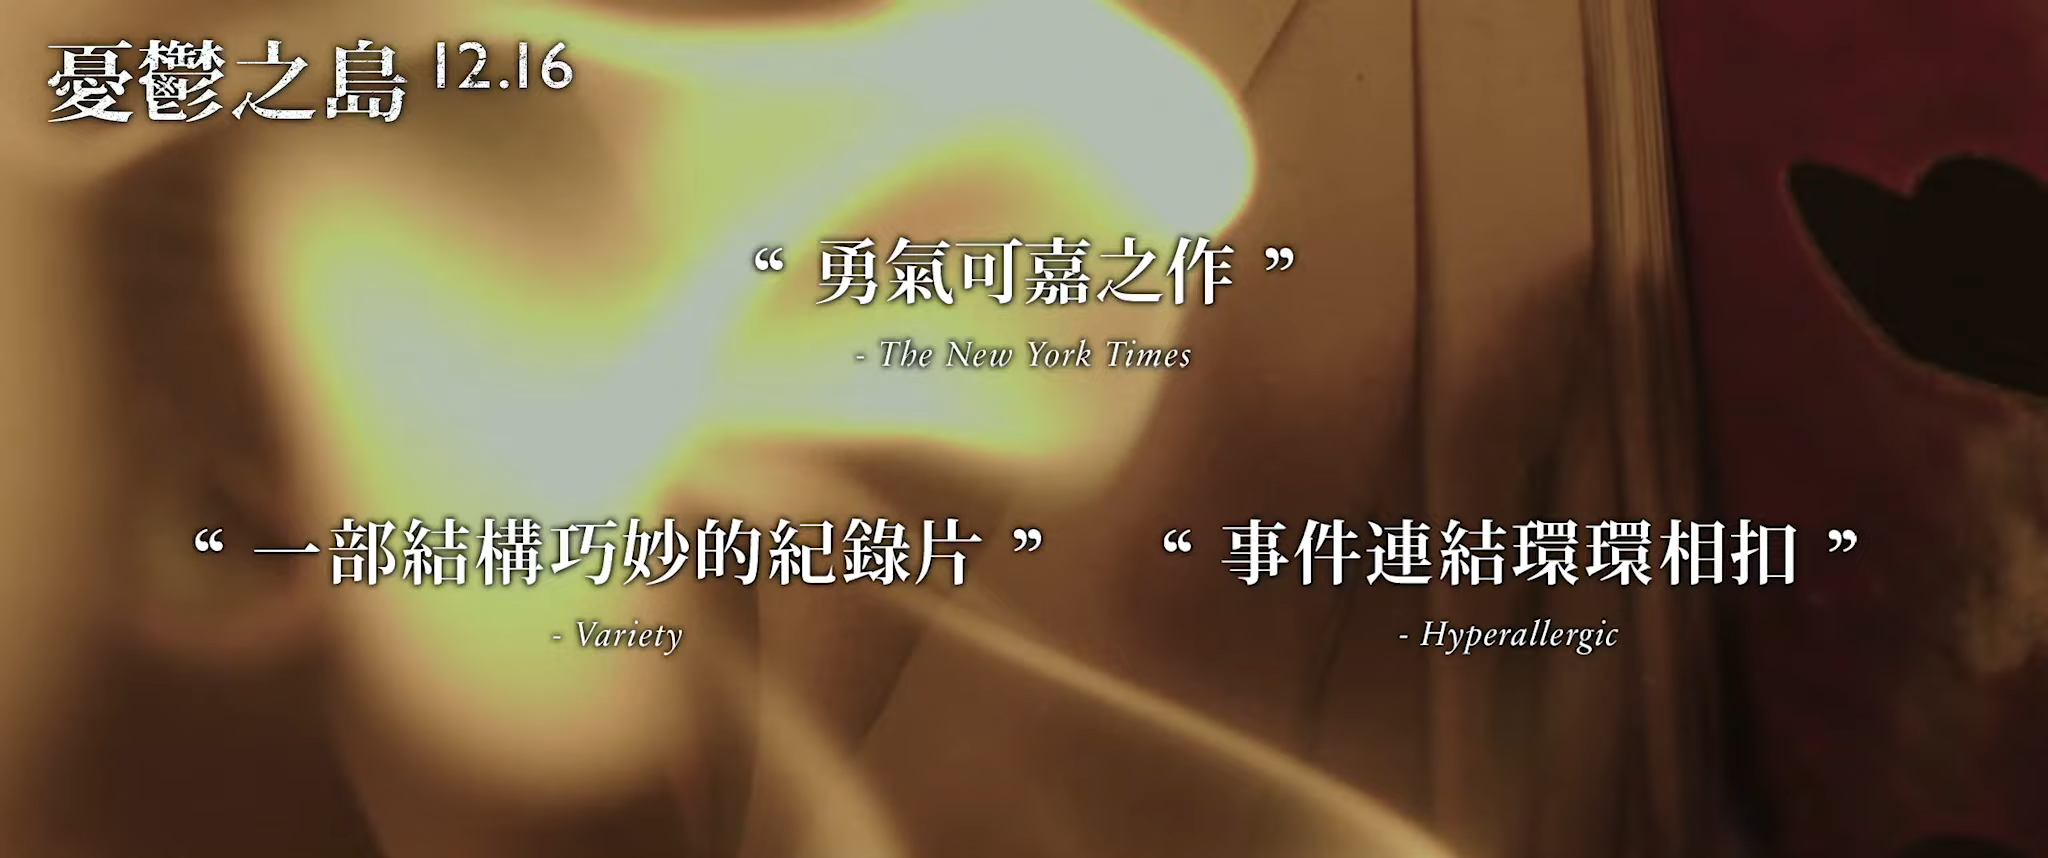 憂鬱之島 12.16
“ 勇氣可嘉之作 ”
- The New York Times
“ 一部結構巧妙的紀錄片 ”
- Variety
“ 事件連結環環相扣 ”
- Hyperallergic